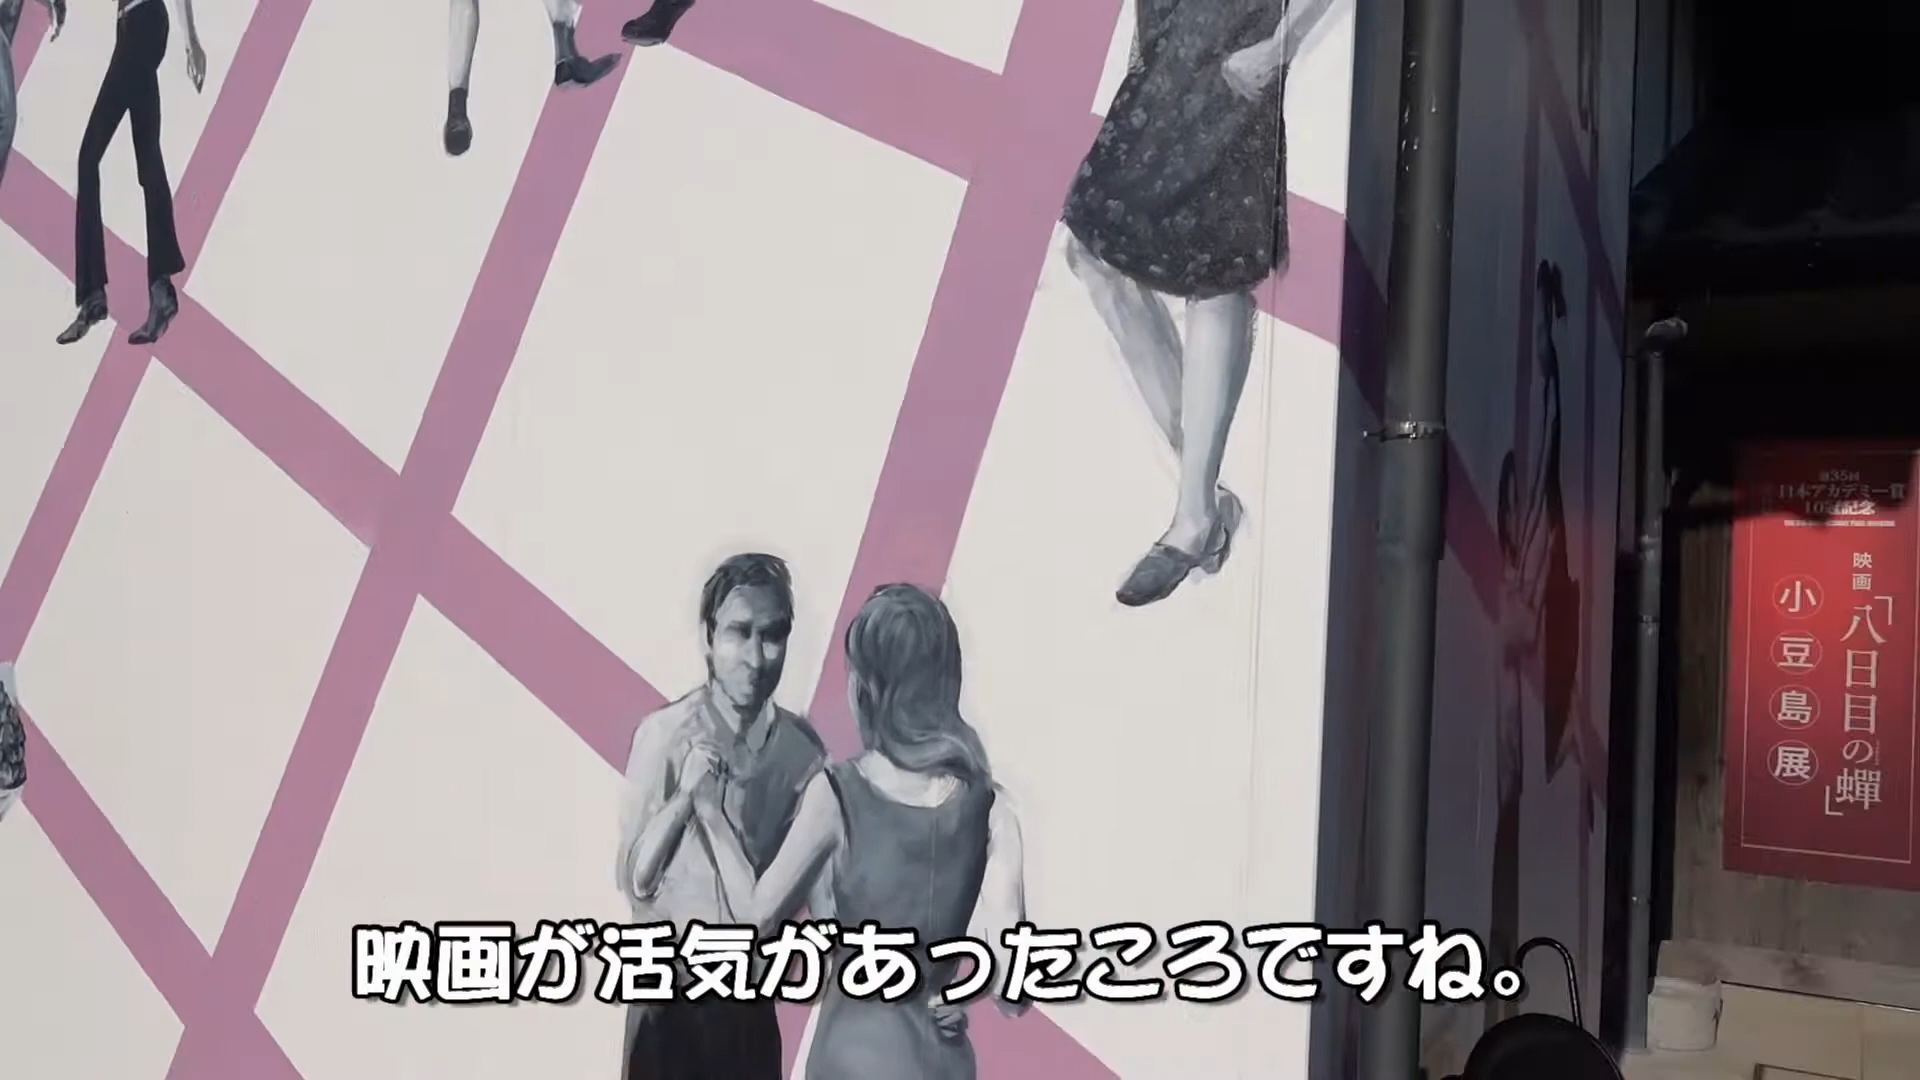 第35回
日本アカデミー賞
10冠記念
映画
「八日目の蟬」
小豆島展
映画が活気があったころですね。